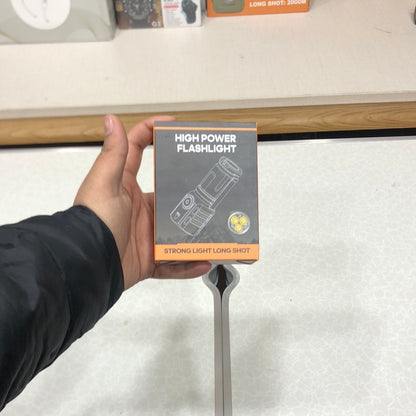 LONG SHOT: 2000M
HIGH POWER
FLASHLIGHT
STRONG LIGHT LONG SHOT